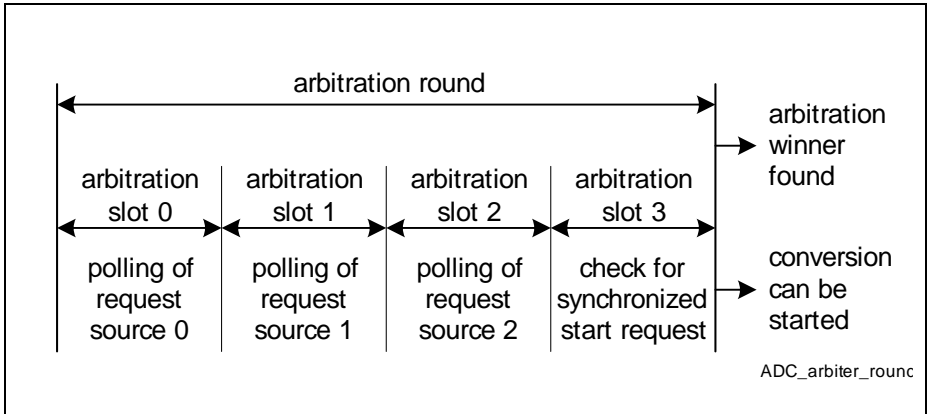 arbitration round
arbitration
winner
found
arbitration
slot 0
arbitration
slot 1
arbitration
slot 2
arbitration
slot 3
polling of
request
source 0
polling of
request
source 1
polling of
request
source 2
check for
synchronized
start request
conversion
can be
started
ADC_arbiter_round